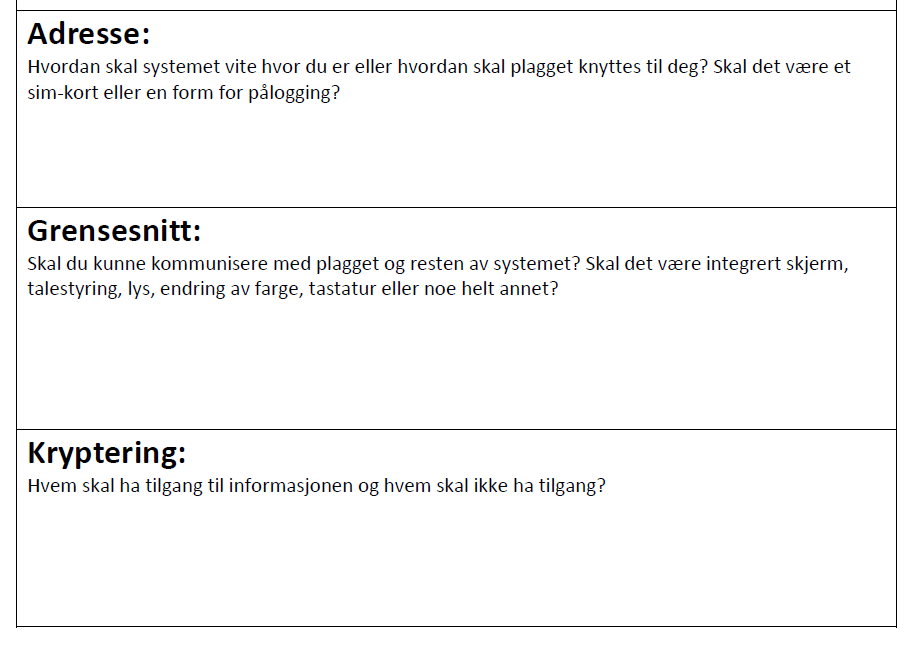 Adresse:
Hvordan skal systemet vite hvor du er eller hvordan skal plagget knyttes til deg? Skal det være et
sim-kort eller en form for pålogging?
Grensesnitt:
Skal du kunne kommunisere med plagget og resten av systemet? Skal det være integrert skjerm,
talestyring, lys, endring av farge, tastatur eller noe helt annet?
Kryptering:
Hvem skal ha tilgang til informasjonen og hvem skal ikke ha tilgang?